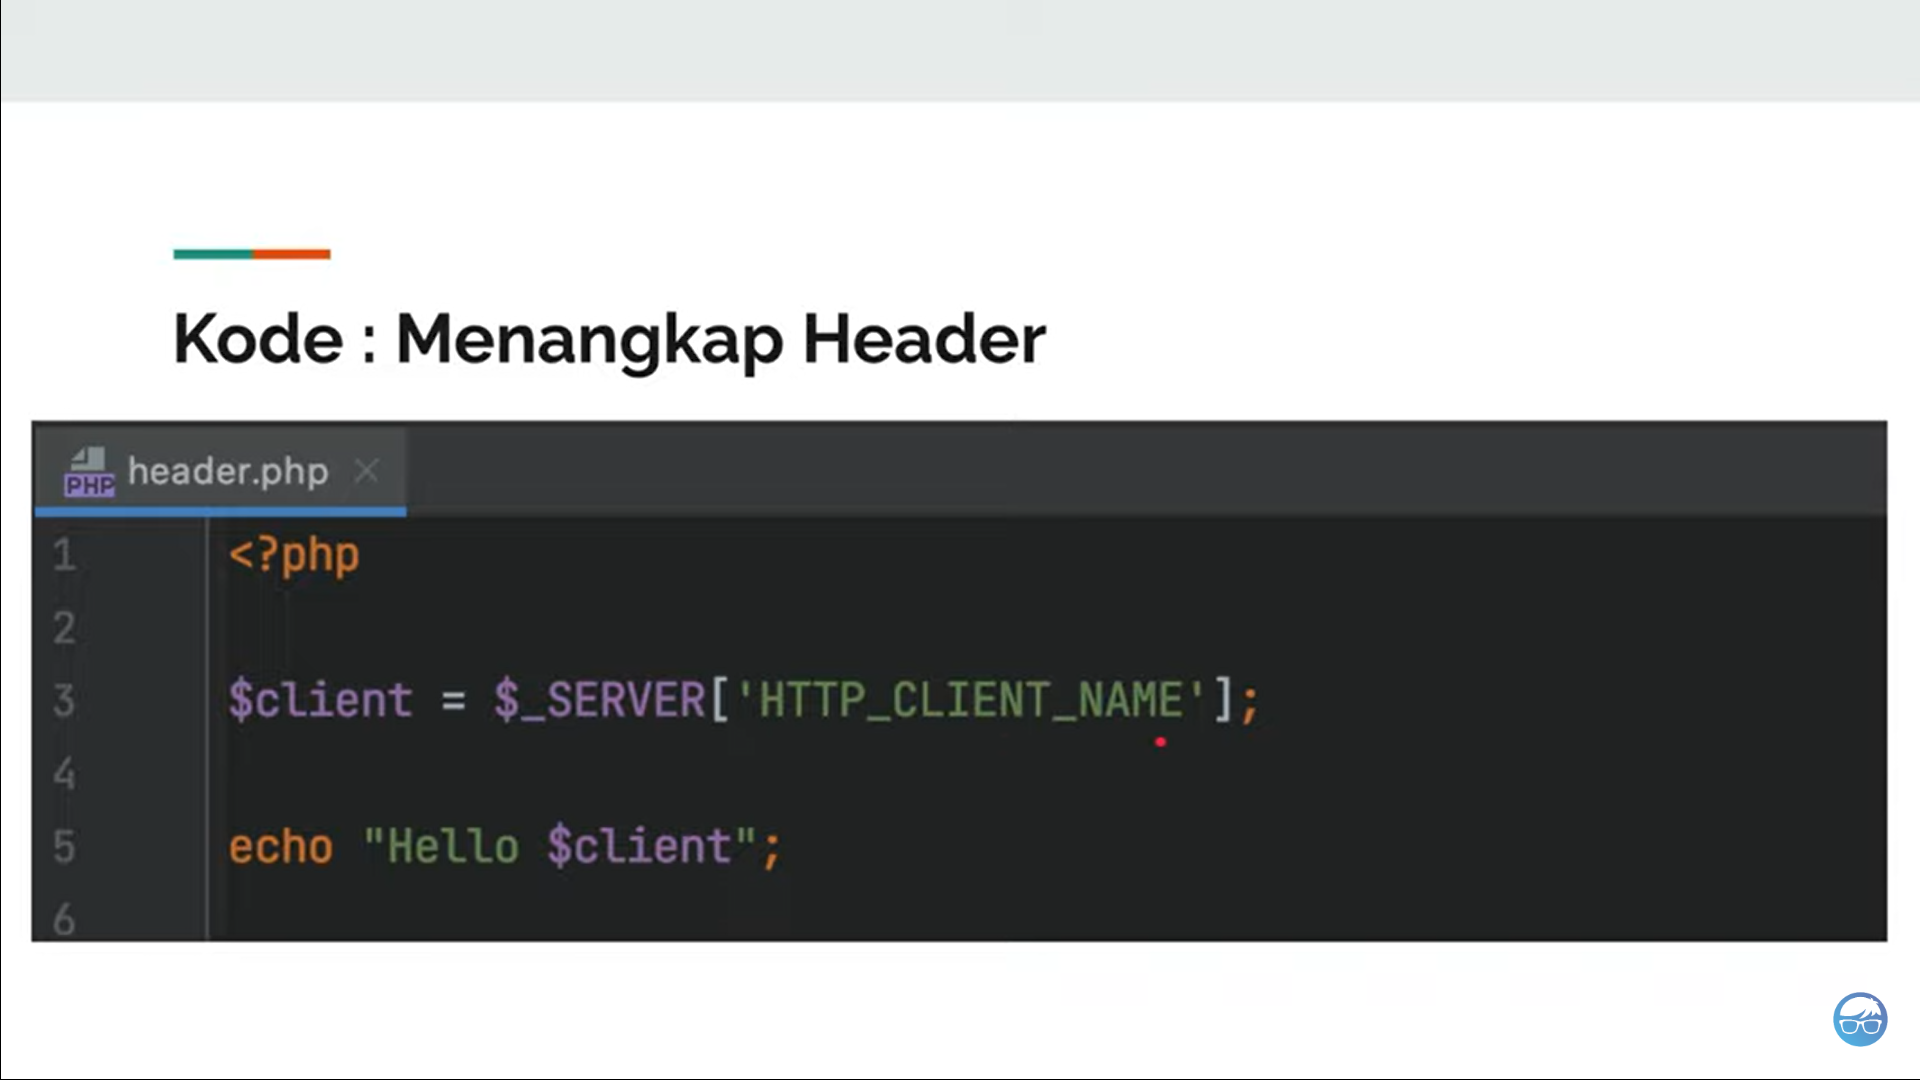 Kode : Menangkap Header
PHP header.php
1 <?php
2
3 $client = $_SERVER['HTTP_CLIENT_NAME'];
4
5 echo "Hello $client";
6